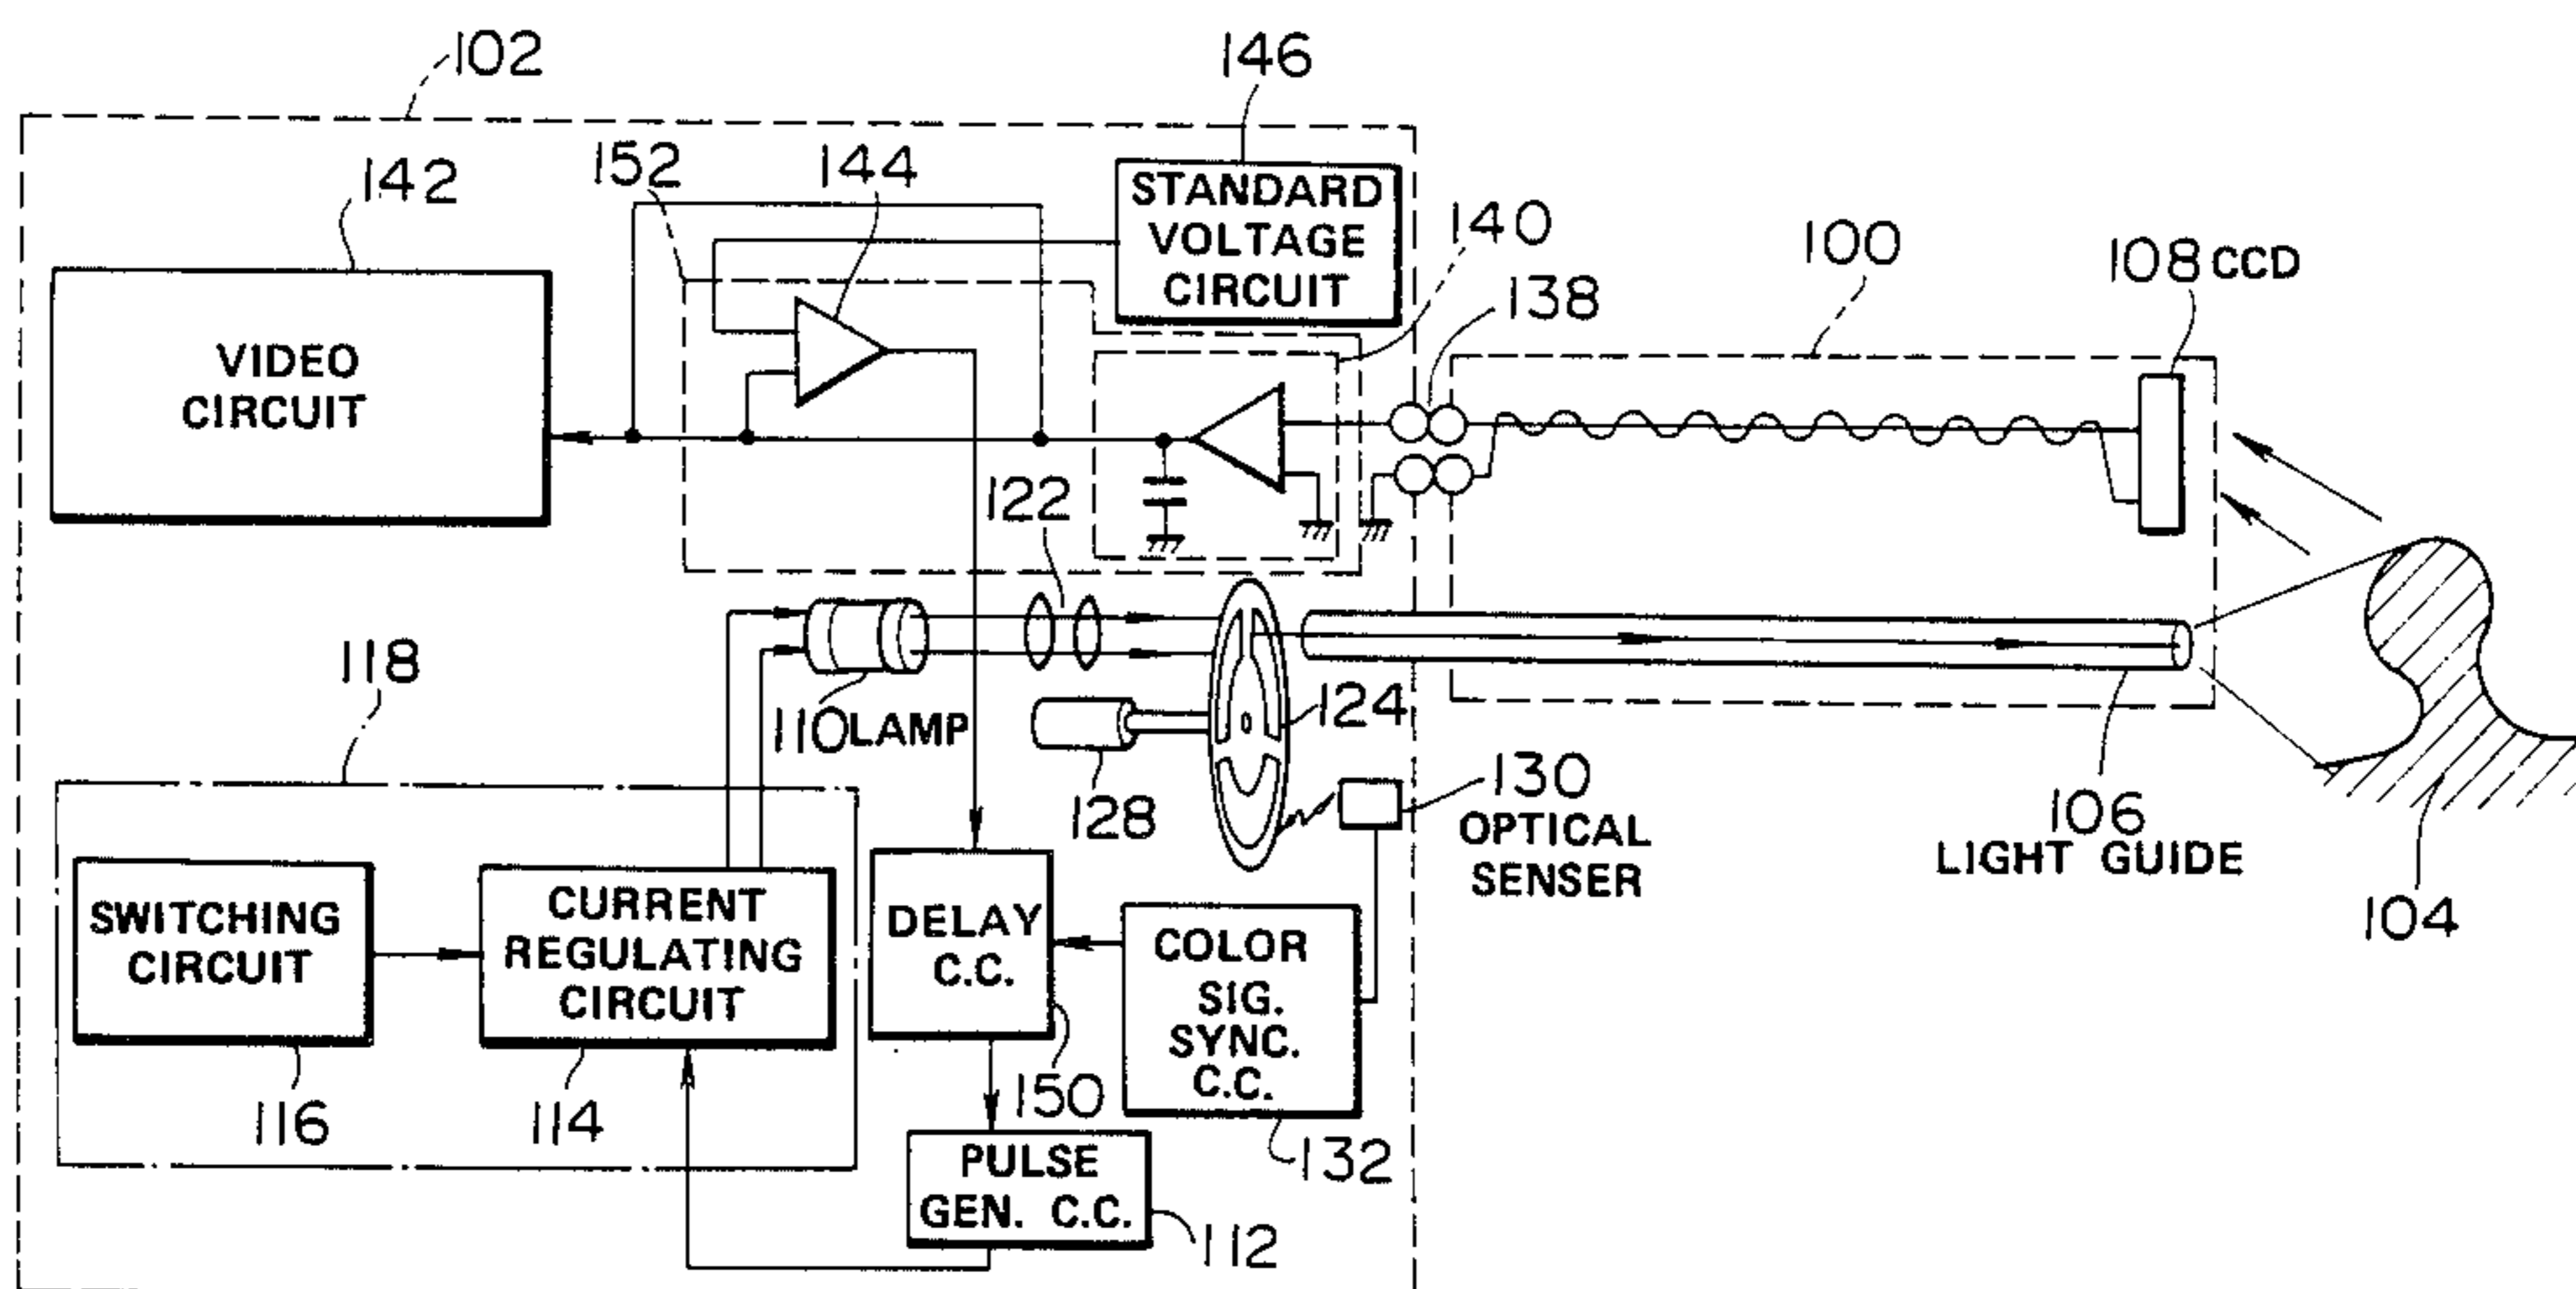 102
146
152
144
142
STANDARD
VOLTAGE
CIRCUIT
140
138
100
108 CCD
VIDEO
CIRCUIT
122
118
110 LAMP
128
124
130
OPTICAL
SENSER
106
LIGHT GUIDE
104
SWITCHING
CIRCUIT
CURRENT
REGULATING
CIRCUIT
DELAY
C.C.
COLOR
SIG.
SYNC.
C.C.
116
114
150
132
PULSE
GEN. C.C.
112